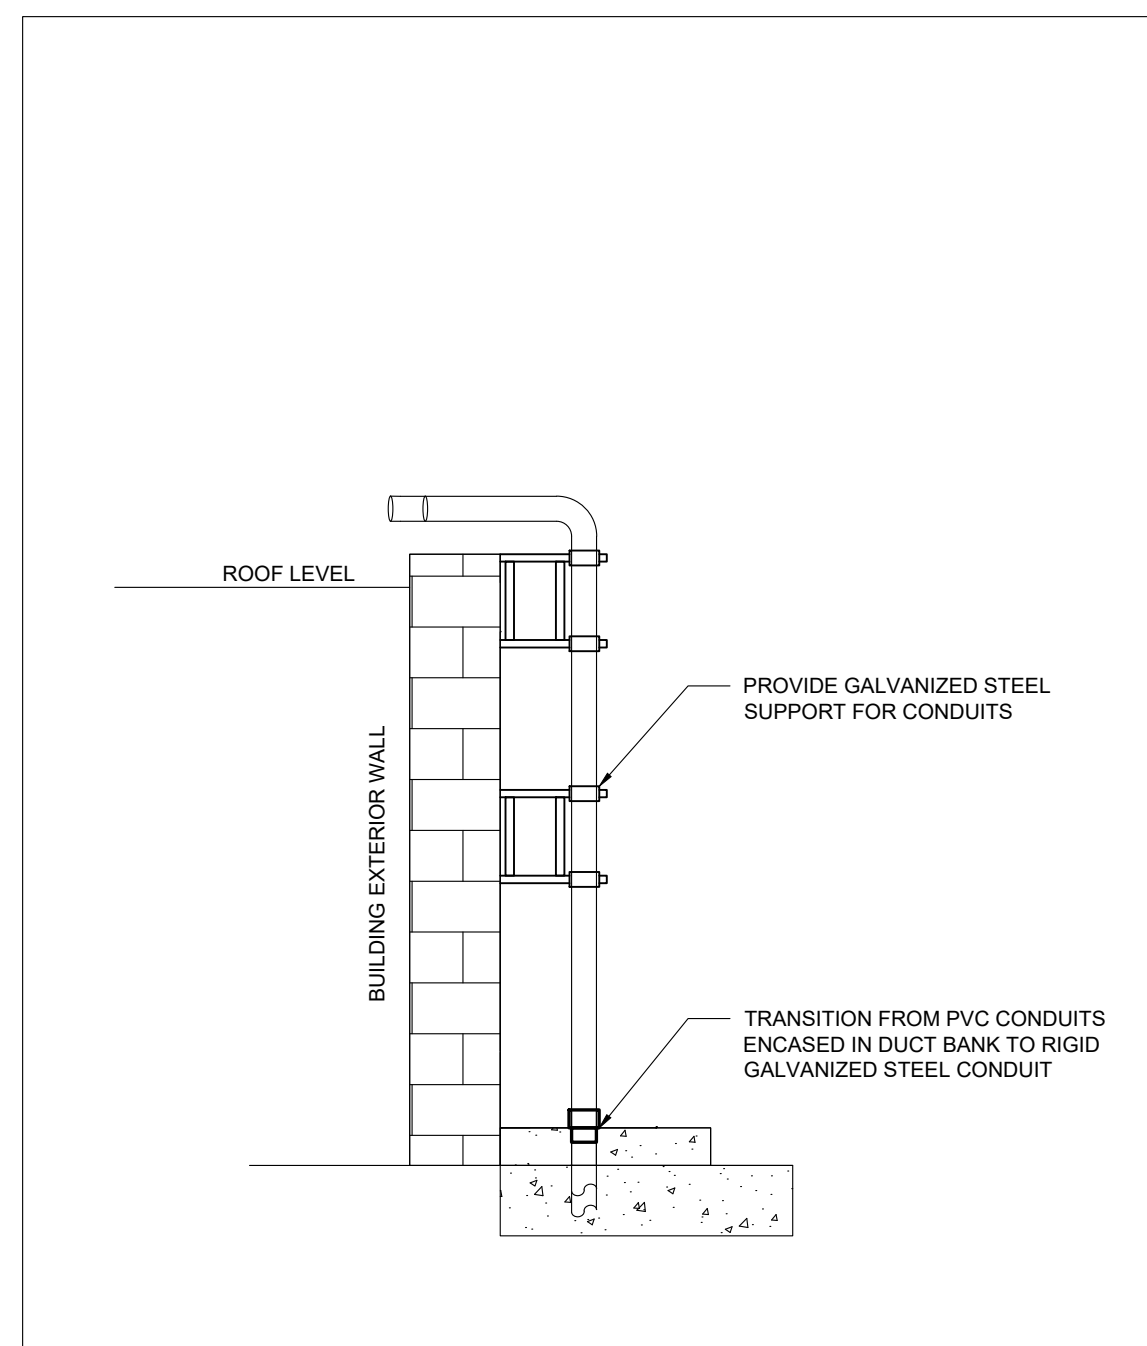 ROOF LEVEL
PROVIDE GALVANIZED STEEL
SUPPORT FOR CONDUITS
BUILDING EXTERIOR WALL
TRANSITION FROM PVC CONDUITS
ENCASED IN DUCT BANK TO RIGID
GALVANIZED STEEL CONDUIT